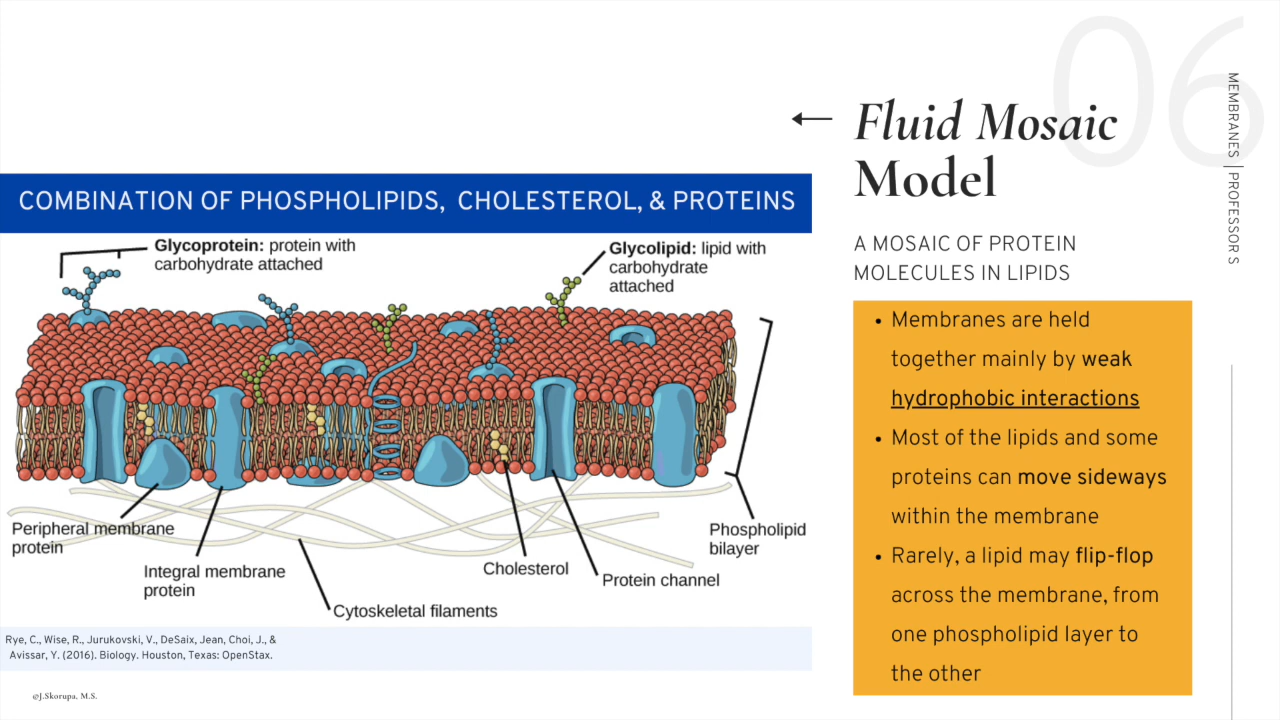 06
MEMBRANES | PROFESSORS
Fluid Mosaic
Model
A MOSAIC OF PROTEIN
MOLECULES IN LIPIDS
COMBINATION OF PHOSPHOLIPIDS, CHOLESTEROL, & PROTEINS
Glycoprotein: protein with
carbohydrate attached
Glycolipid: lipid with
carbohydrate
attached
Peripheral membrane
protein
Integral membrane
protein
Cytoskeletal filaments
Cholesterol
Protein channel
Phospholipid
bilayer
• Membranes are held
together mainly by weak
hydrophobic interactions
• Most of the lipids and some
proteins can move sideways
within the membrane
• Rarely, a lipid may flip-flop
across the membrane, from
one phospholipid layer to
the other
Rye, C., Wise, R., Jurukovski, V., DeSaix, Jean, Choi, J., &
Avissar, Y. (2016). Biology. Houston, Texas: OpenStax.
@J.Skorupa, M.S.